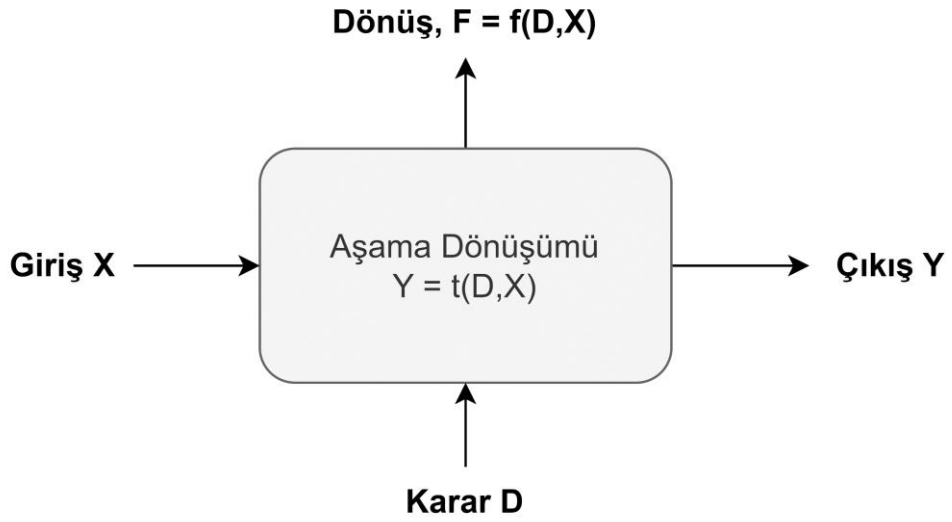 Dönüş, F = f(D,X)
Aşama Dönüşümü
Y = t(D,X)
Giriş X
Çıkış Y
Karar D